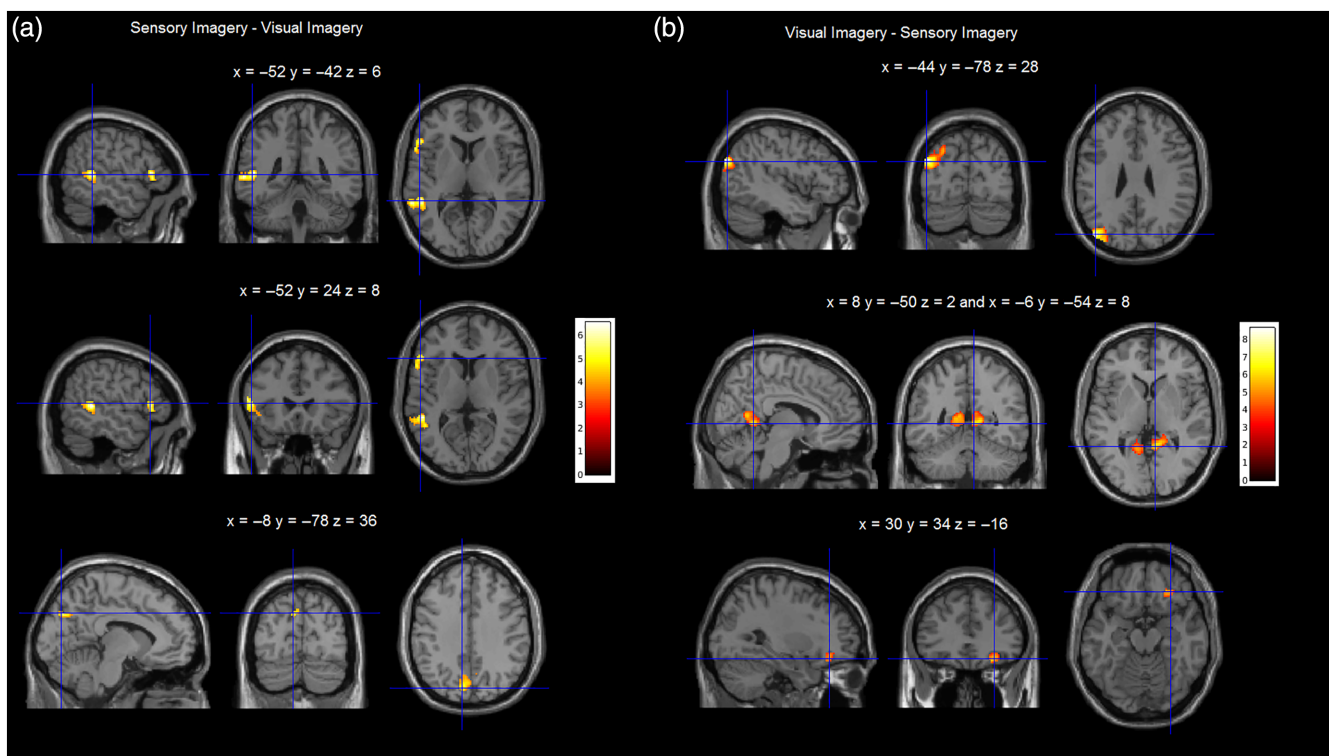 (a)
Sensory Imagery - Visual Imagery
x = –52 y = –42 z = 6
x = –52 y = 24 z = 8
6
5
4
3
2
1
0
x = –8 y = –78 z = 36
(b)
Visual Imagery - Sensory Imagery
x = –44 y = –78 z = 28
x = 8 y = –50 z = 2 and x = –6 y = –54 z = 8
8
7
6
5
4
3
2
1
0
x = 30 y = 34 z = –16